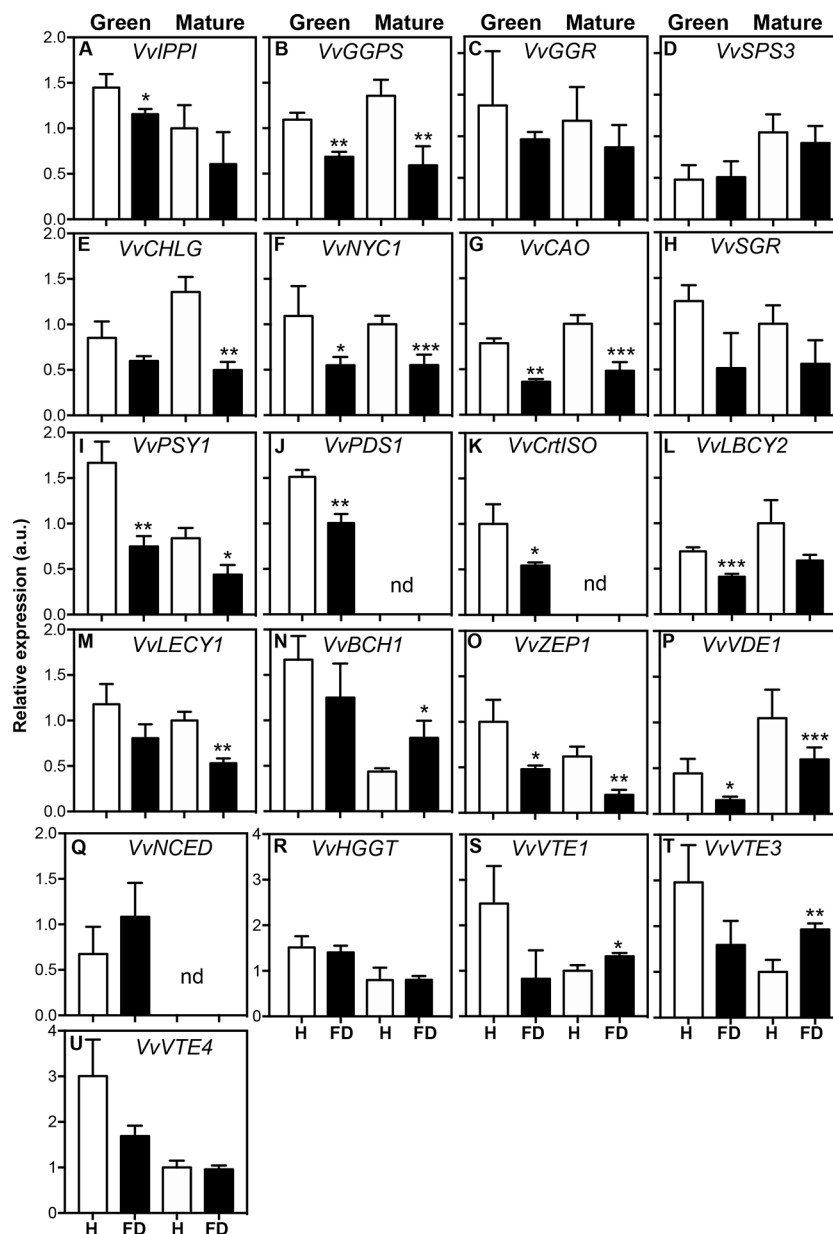 Green Mature Green Mature Green Mature Green Mature
A VvIPPI B VvGGPS C VvGGR D VvSPS3
2.0
1.5
1.0
0.5
0.0
* ** **
E VvCHLG F VvNYC1 G VvCAO H VvSGR
2.0
1.5
1.0
0.5
0.0
** * *** ** ***
I VvPSY1 J VvPDS1 K VvCrtISO L VvLBCY2
2.0
1.5
1.0
0.5
0.0
** * ** nd * nd ***
Relative expression (a.u.)
M VvLECY1 N VvBCH1 O VvZEP1 P VvVDE1
2.0
1.5
1.0
0.5
0.0
** * * ** * ***
Q VvNCED R VvHGGT S VvVTE1 T VvVTE3
2.0 4
1.5
1.0 2
0.5 1
0.0 0
nd * **
H FD H FD H FD H FD H FD H FD
U VvVTE4
4
3
2
1
0
H FD H FD